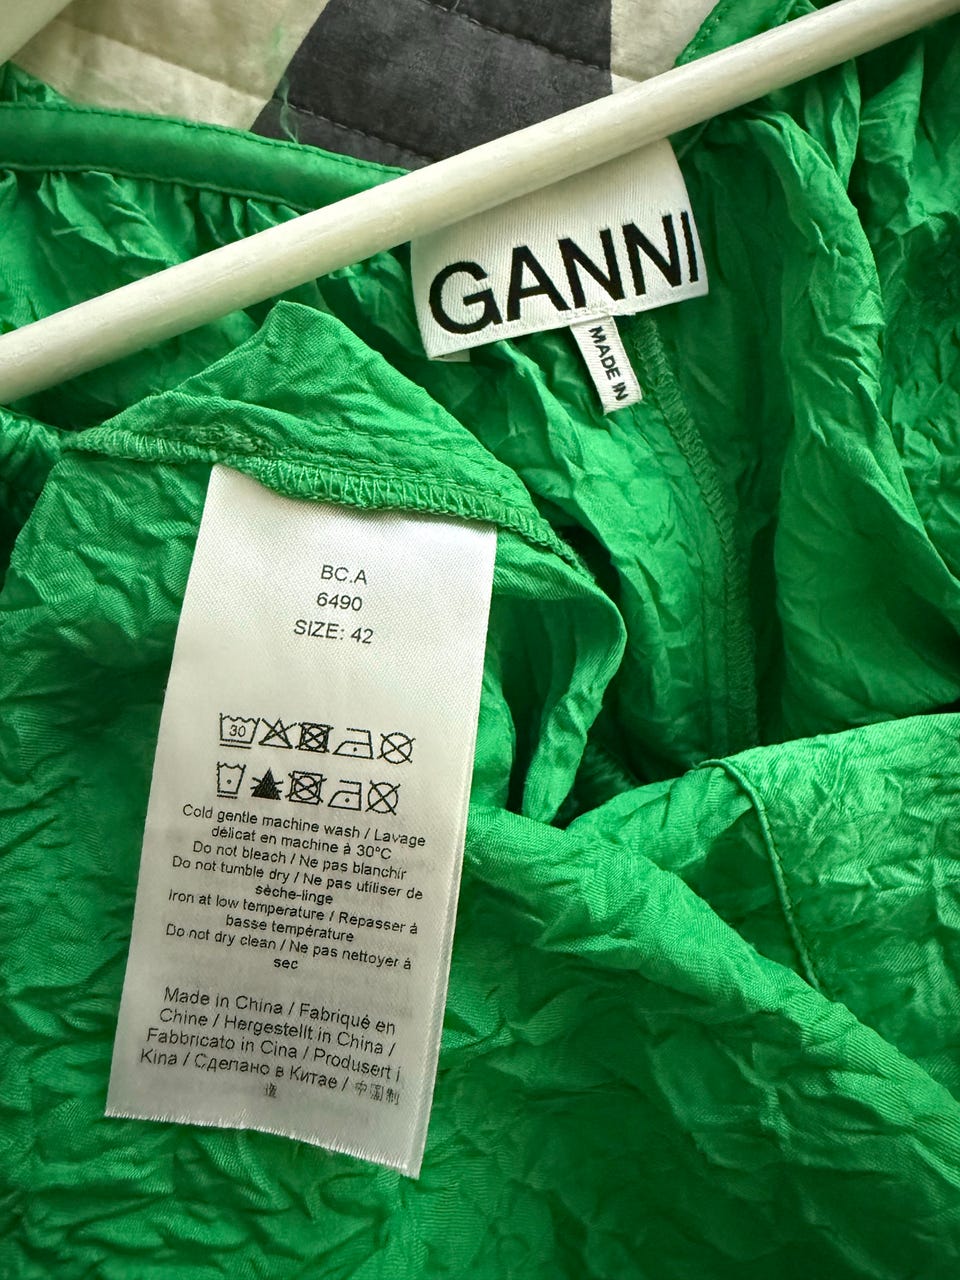 GANNI
MADE IN
BC.A
6490
SIZE: 42
30
Cold gentle machine wash / Lavage
délicat en machine à 30°C
Do not bleach / Ne pas blanchir
Do not tumble dry / Ne pas utiliser de
sèche-linge
Iron at low temperature / Repasser à
basse température
Do not dry clean / Ne pas nettoyer à
sec
Made in China / Fabriqué en
Chine / Hergestellt in China /
Fabbricato in Cina / Produsert i
Kina / Сделано в Китае / 中国制
造